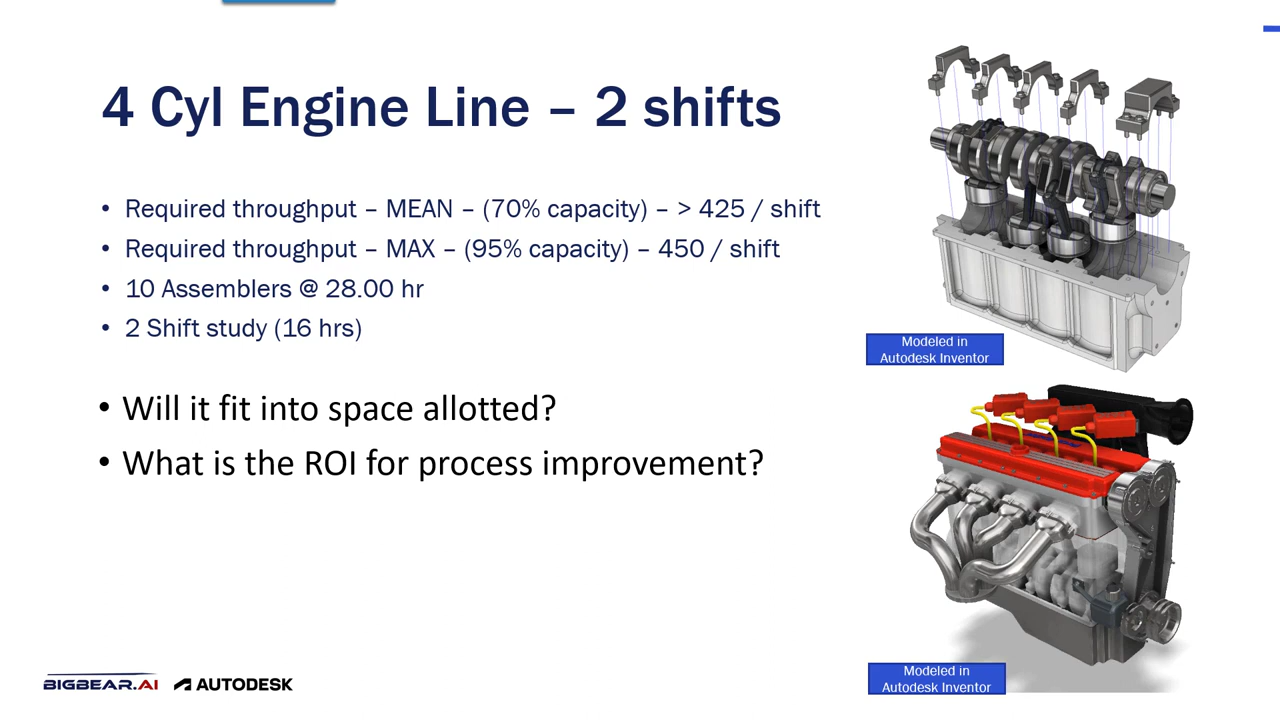 4 Cyl Engine Line – 2 shifts
• Required throughput – MEAN – (70% capacity) – > 425 / shift
• Required throughput – MAX – (95% capacity) – 450 / shift
• 10 Assemblers @ 28.00 hr
• 2 Shift study (16 hrs)
Modeled in
Autodesk Inventor
• Will it fit into space allotted?
• What is the ROI for process improvement?
Modeled in
Autodesk Inventor
BIGBEAR.AI AUTODESK